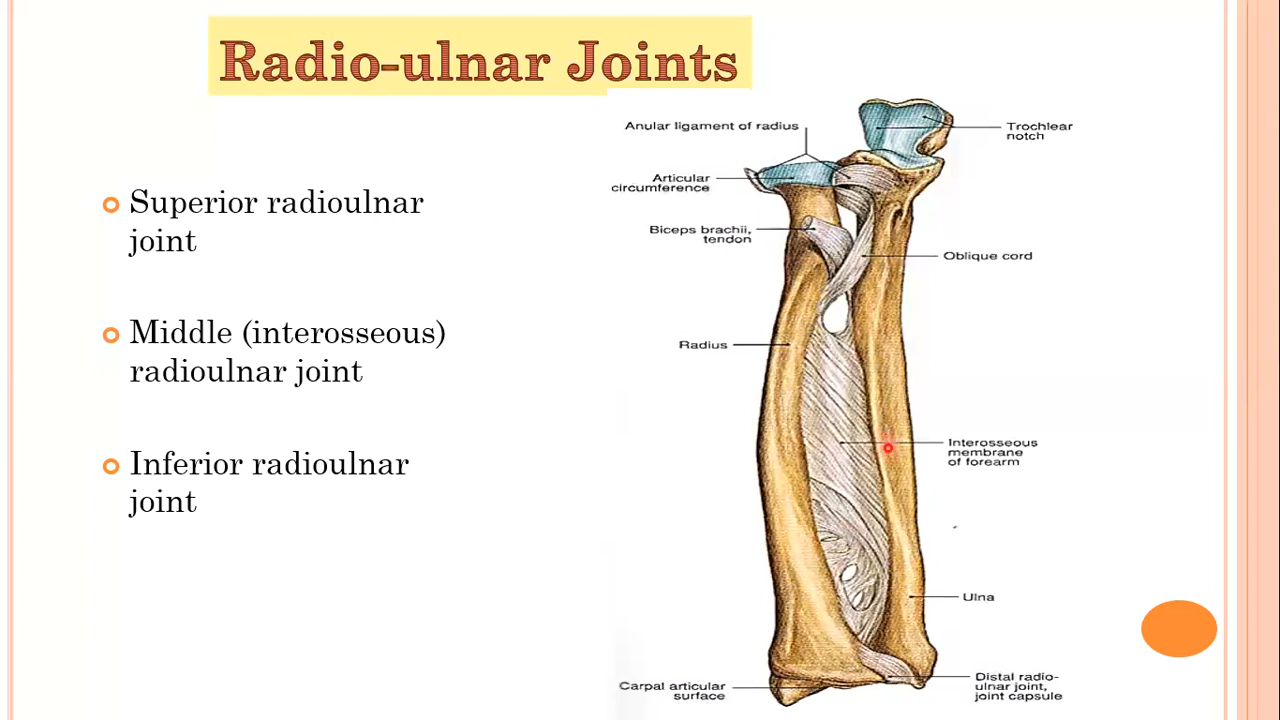 Radio-ulnar Joints
Superior radioulnar
joint
Middle (interosseous)
radioulnar joint
Inferior radioulnar
joint
Anular ligament of radius
Trochlear
notch
Articular
circumference
Biceps brachii,
tendon
Oblique cord
Radius
Interosseous
membrane
of forearm
Ulna
Carpal articular
surface
Distal radio-
ulnar joint,
joint capsule